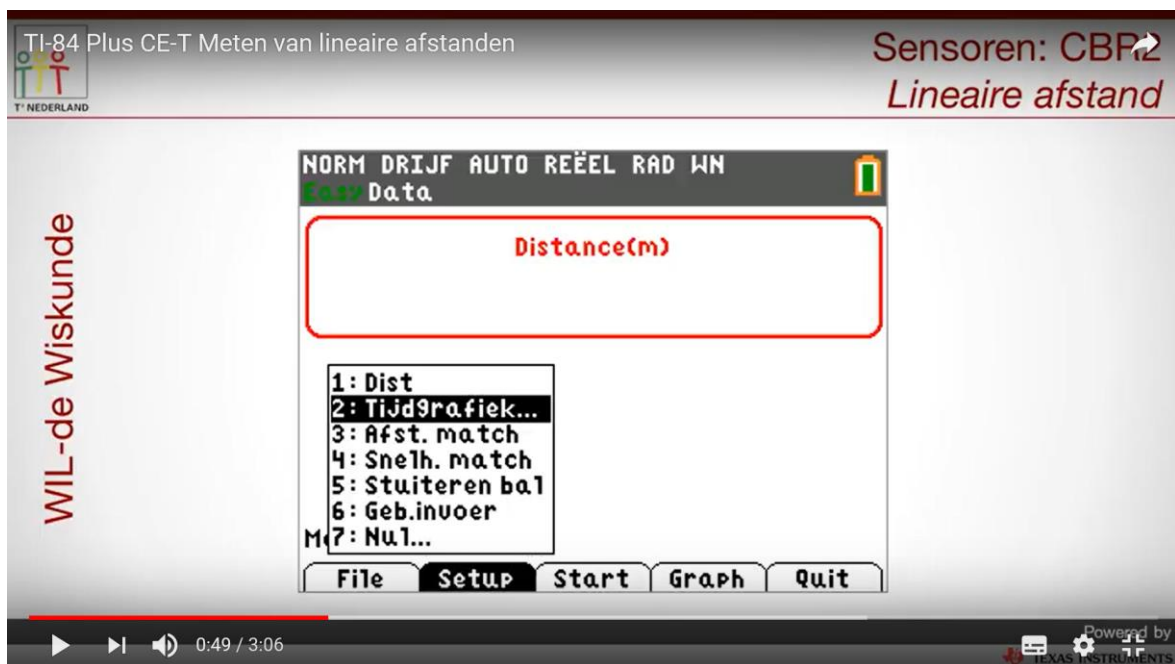 TI-84 Plus CE-T Meten van lineaire afstanden
T³ NEDERLAND
Sensoren: CBR2
Lineaire afstand
WIL-de Wiskunde
NORM DRIJF AUTO REËEL RAD WN
EasyData
Distance(m)
1: Dist
2: Tijdgrafiek...
3: Afst. match
4: Snelh. match
5: Stuiteren bal
6: Geb.invoer
7: Nul...
File Setup Start Graph Quit
0:49 / 3:06
Powered by
TEXAS INSTRUMENTS